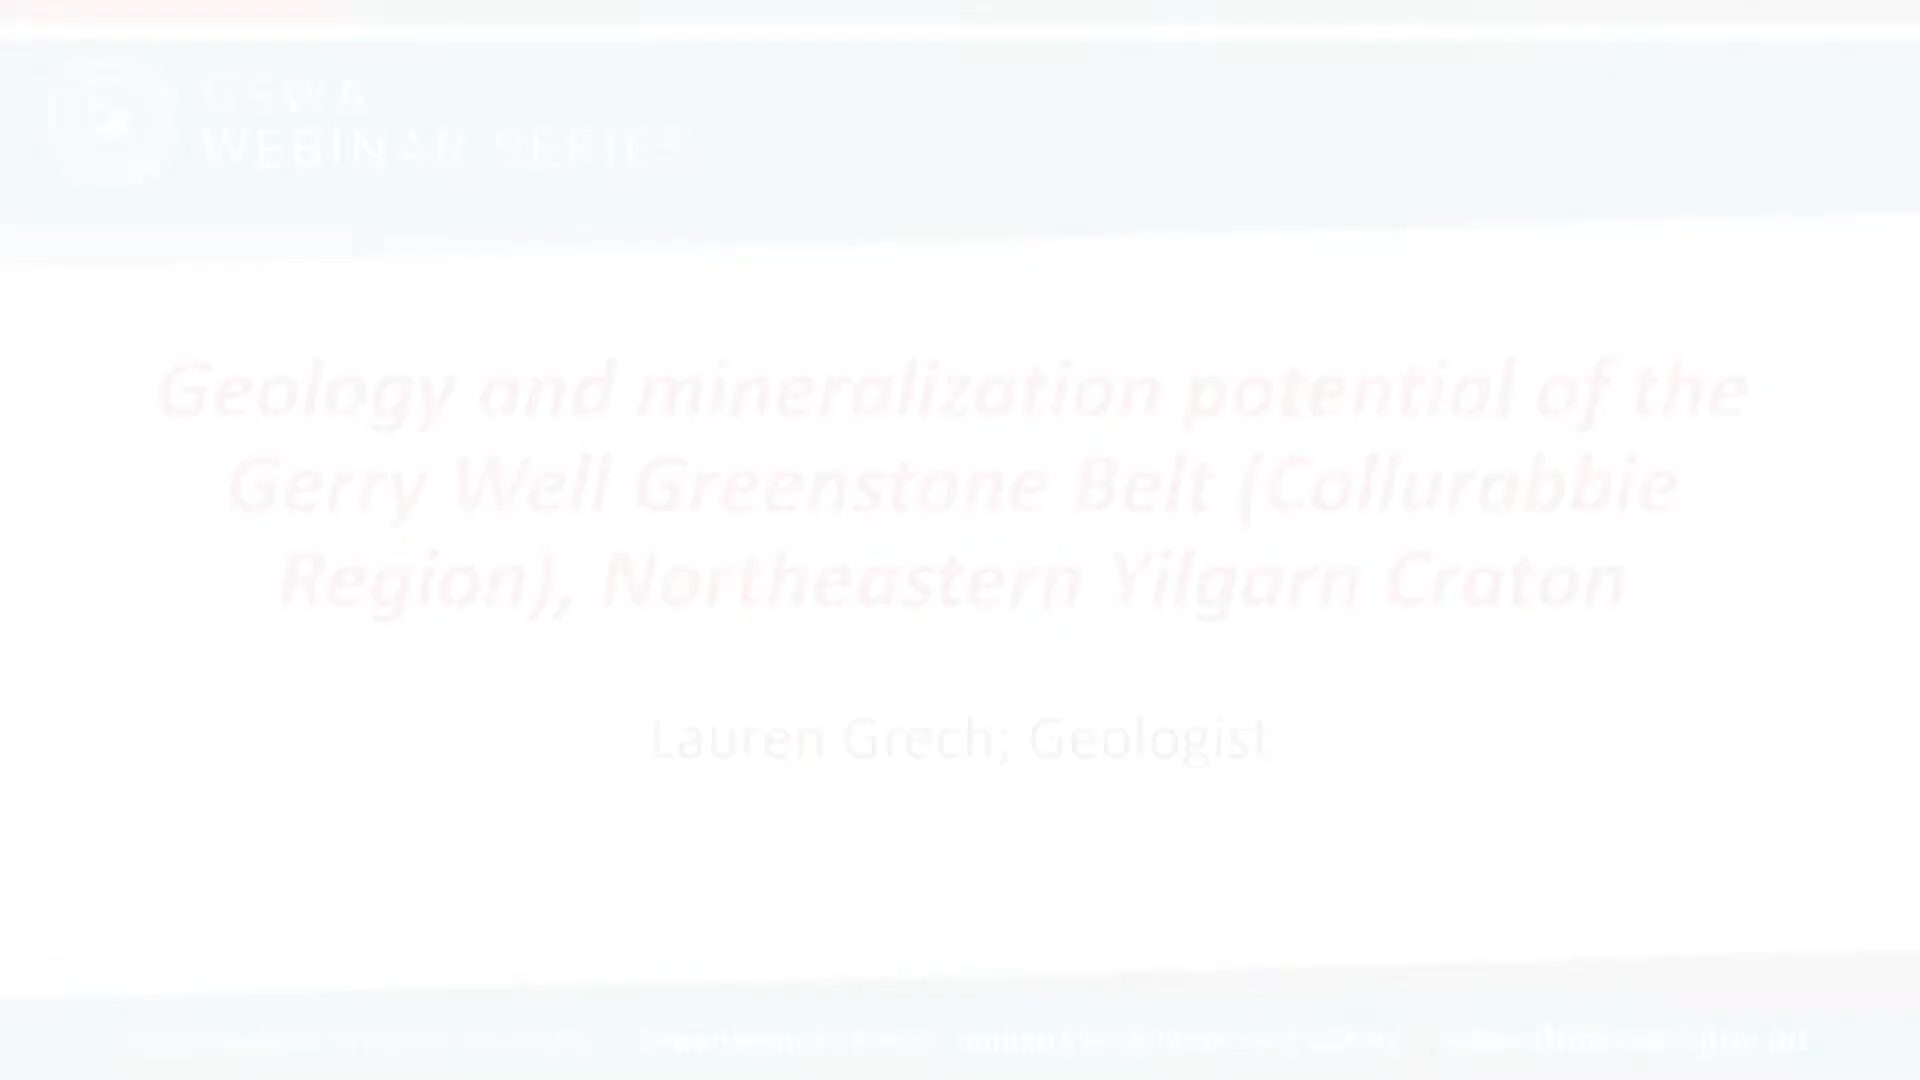 GSWA
WEBINAR SERIES
Geology and mineralization potential of the
Gerry Well Greenstone Belt (Collurabbie
Region), Northeastern Yilgarn Craton
Lauren Grech; Geologist